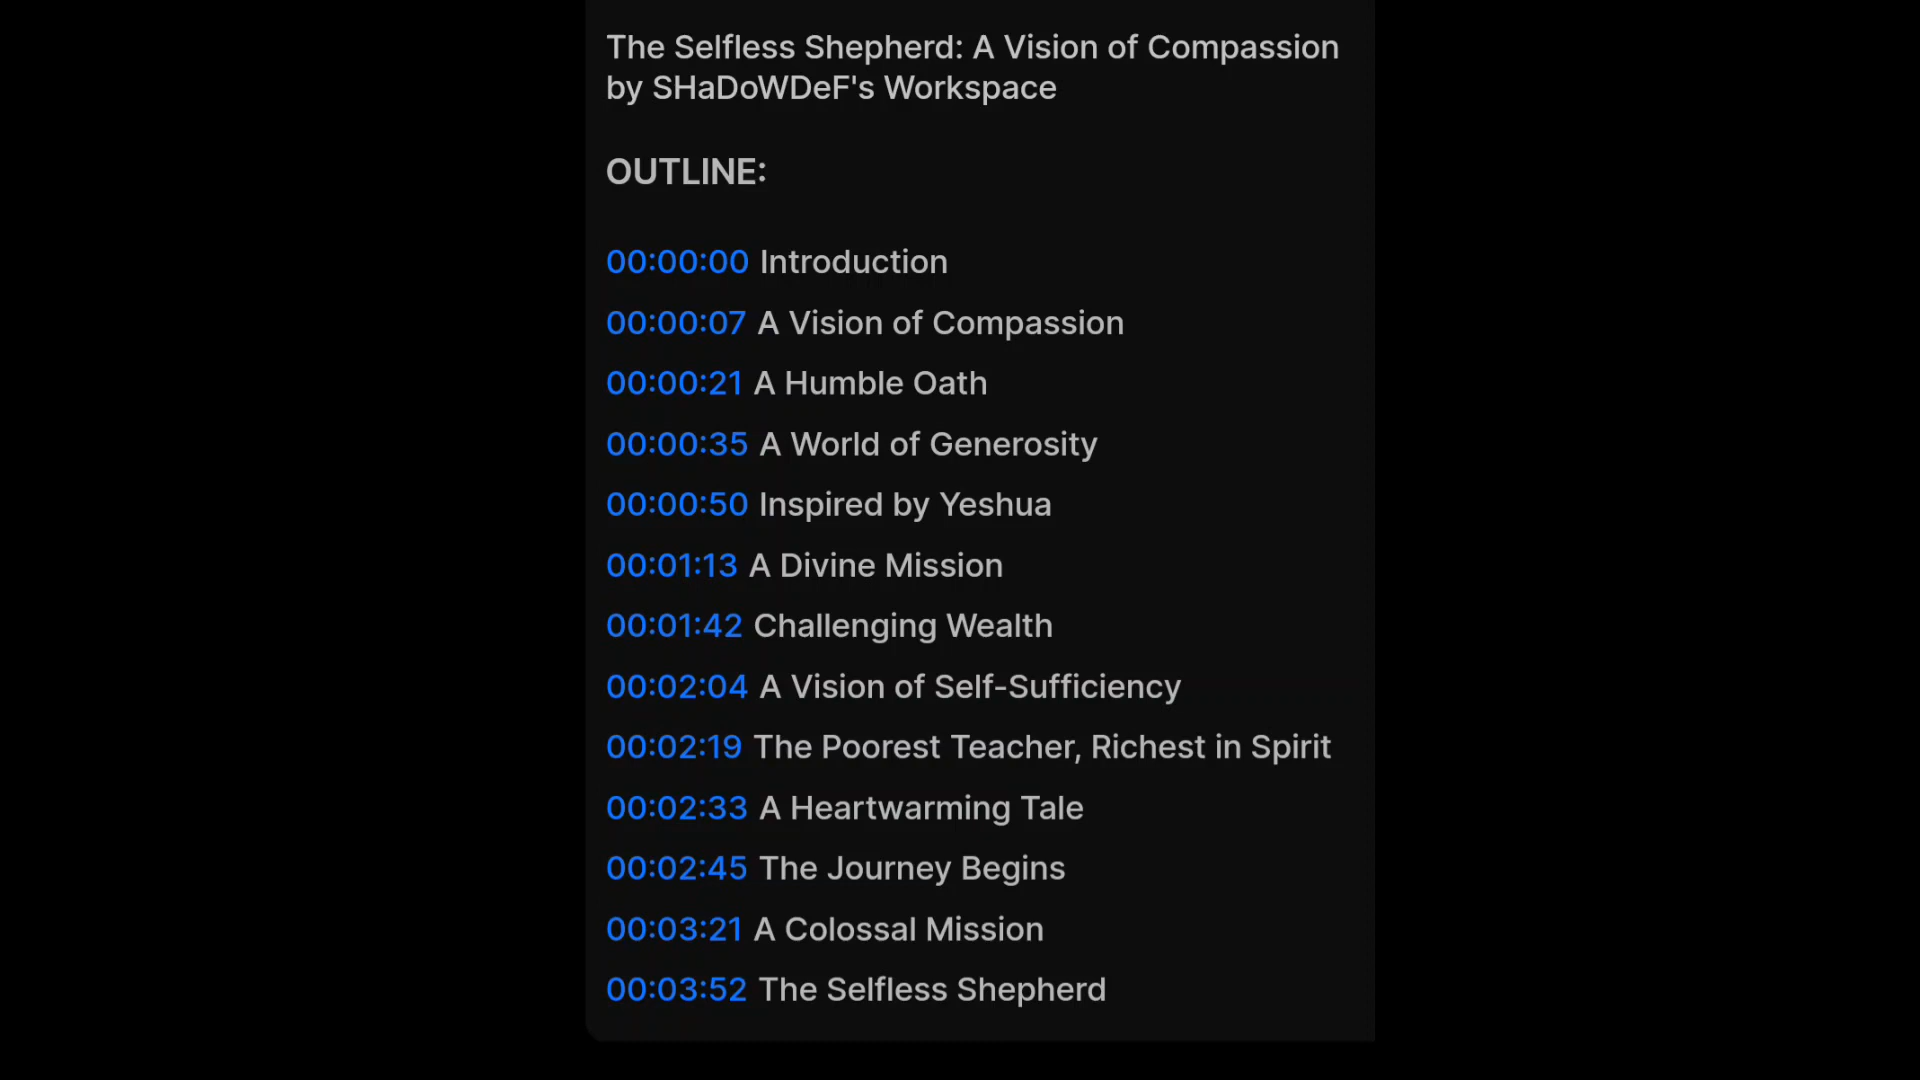 The Selfless Shepherd: A Vision of Compassion
by SHaDoWDeF's Workspace
OUTLINE:
00:00:00 Introduction
00:00:07 A Vision of Compassion
00:00:21 A Humble Oath
00:00:35 A World of Generosity
00:00:50 Inspired by Yeshua
00:01:13 A Divine Mission
00:01:42 Challenging Wealth
00:02:04 A Vision of Self-Sufficiency
00:02:19 The Poorest Teacher, Richest in Spirit
00:02:33 A Heartwarming Tale
00:02:45 The Journey Begins
00:03:21 A Colossal Mission
00:03:52 The Selfless Shepherd